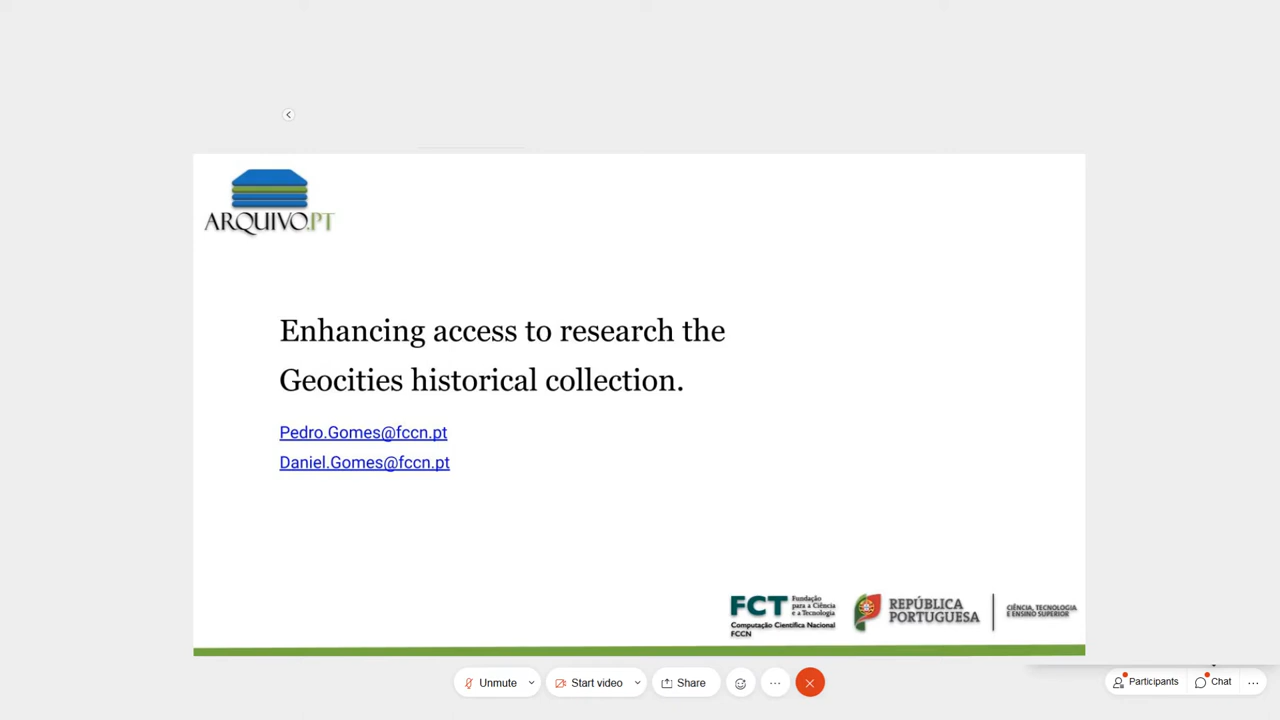 ARQUIVO.PT
Enhancing access to research the
Geocities historical collection.
Pedro.Gomes@fccn.pt
Daniel.Gomes@fccn.pt
FCT Fundação
para a Ciência
e a Tecnologia
Computação Científica Nacional
FCCN
REPÚBLICA
PORTUGUESA
CIÊNCIA, TECNOLOGIA
E ENSINO SUPERIOR
Unmute
Start video
Share
Participants
Chat